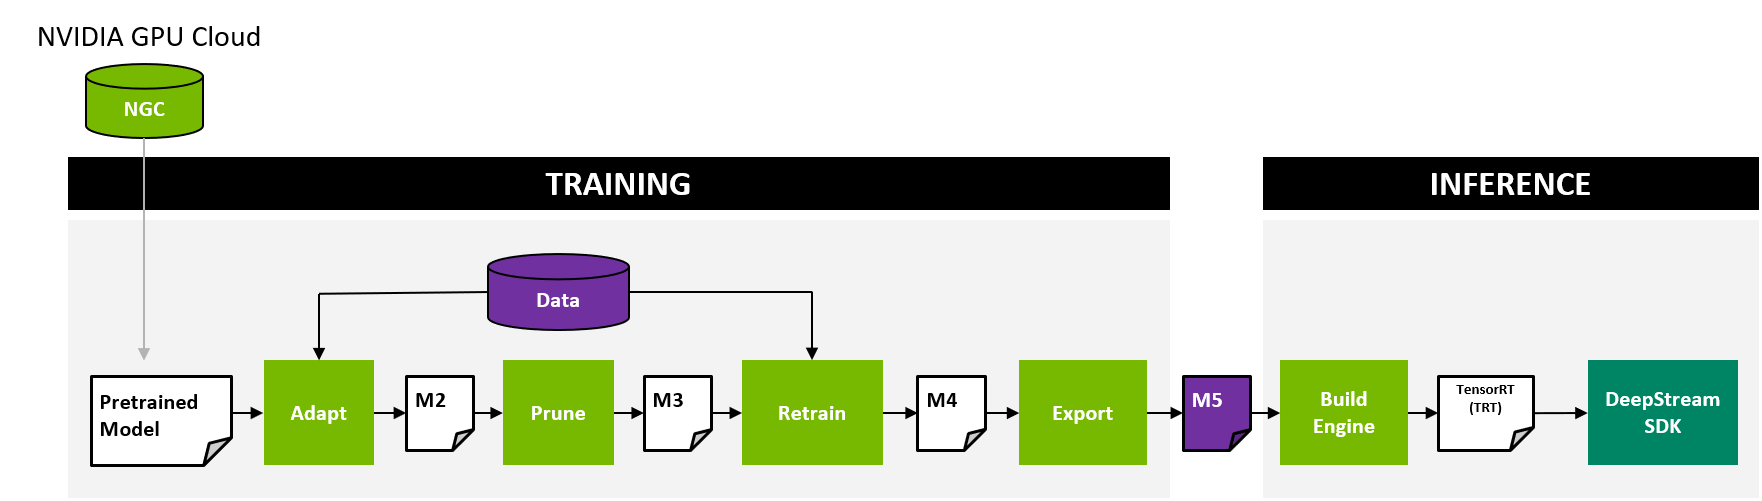 NVIDIA GPU Cloud
NGC
TRAINING
INFERENCE
Data
Pretrained
Model
Adapt
M2
Prune
M3
Retrain
M4
Export
M5
Build
Engine
TensorRT
(TRT)
DeepStream
SDK